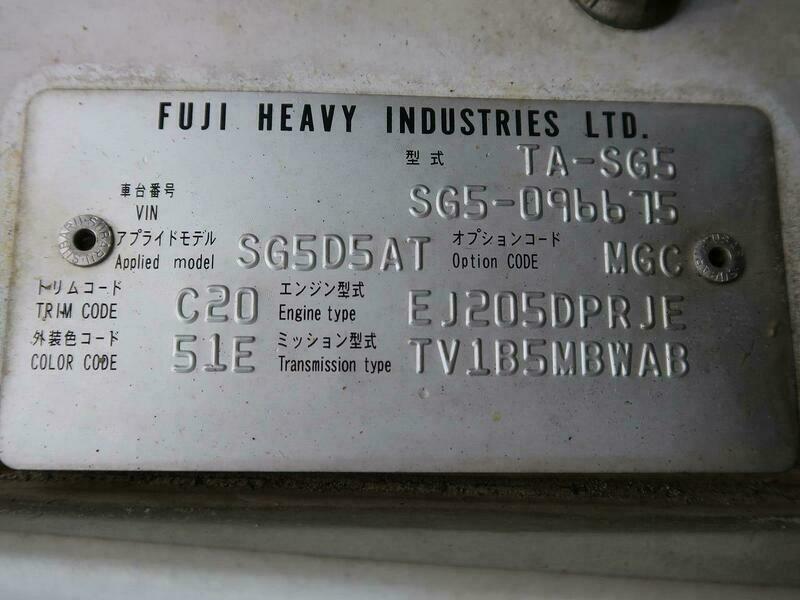 FUJI HEAVY INDUSTRIES LTD.
型式 TA-SG5
車台番号
VIN SG5-096675
アプライドモデル オプションコード
Applied model SG5D5AT Option CODE MGC
トリムコード エンジン型式
TRIM CODE C20 Engine type EJ205DPRJE
外装色コード ミッション型式
COLOR CODE 51E Transmission type TV1B5MBWAB